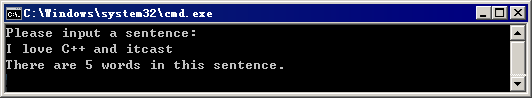 C:\Windows\system32\cmd.exe
Please input a sentence:
I love C++ and itcast
There are 5 words in this sentence.